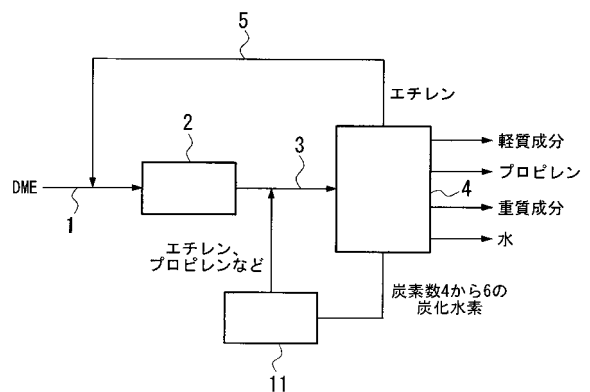 5
エチレン
2
3
軽質成分
プロピレン
4
DME
1
重質成分
水
エチレン、
プロピレンなど
炭素数4から6の
炭化水素
11